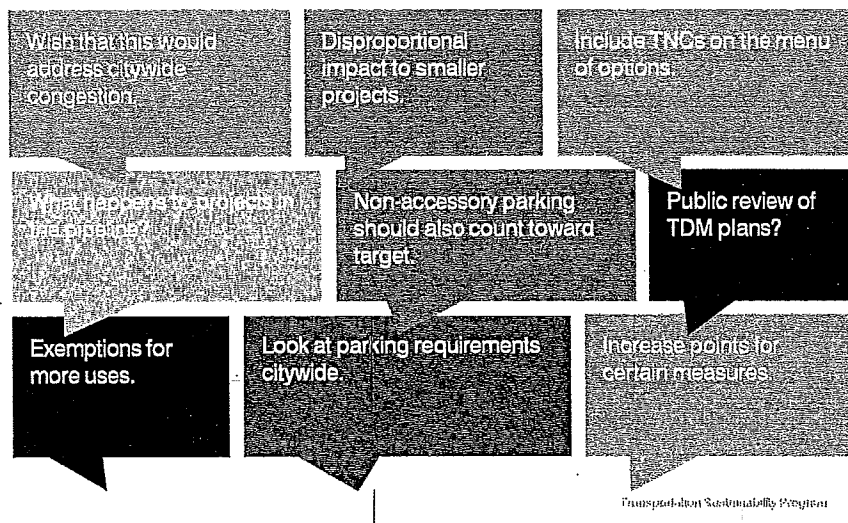 Wish that this would
address citywide
congestion.
Disproportional
impact to smaller
projects.
Include TNCs on the menu
of options.
What happens to projects in
the pipeline?
Non-accessory parking
should also count toward
target.
Public review of
TDM plans?
Exemptions for
more uses.
Look at parking requirements
citywide.
Increase points for
certain measures
Transportation Sustainability Program